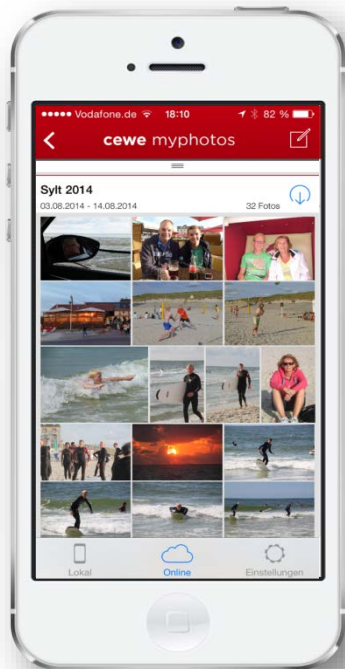 Vodafone.de 18:10 82 %
cewe myphotos
Sylt 2014
03.08.2014 - 14.08.2014 32 Fotos
Lokal Online Einstellungen